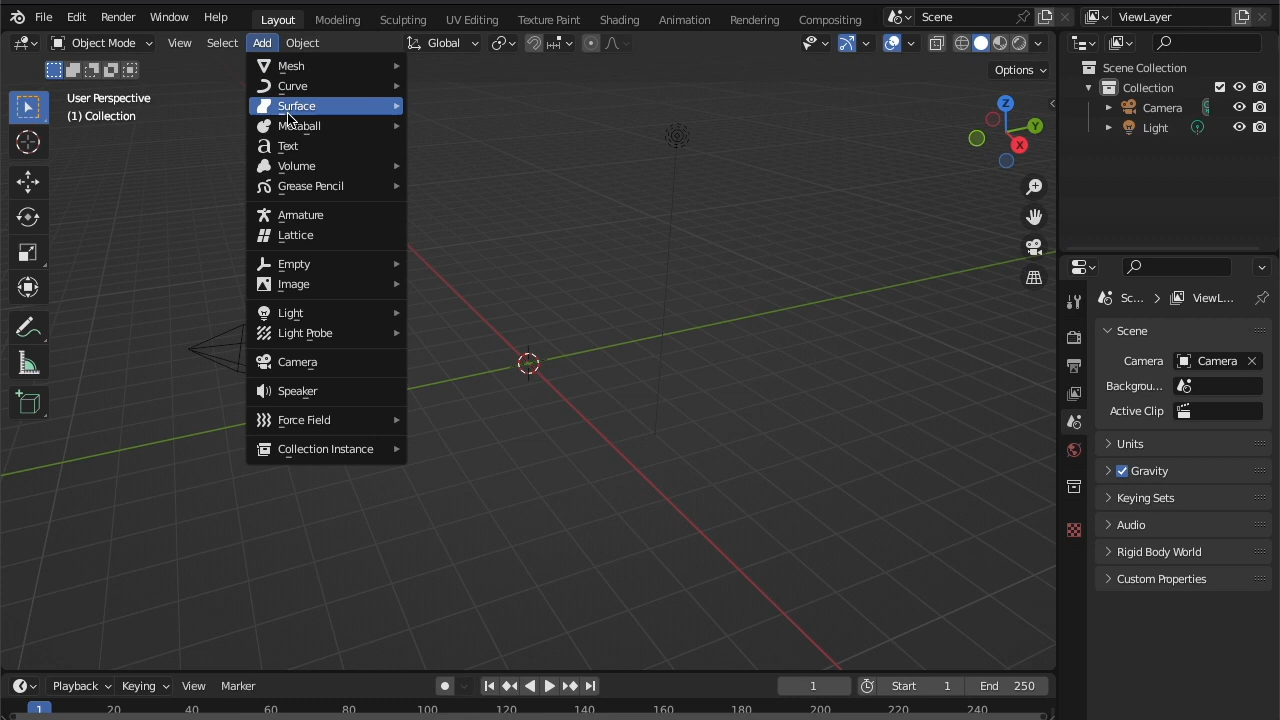 File Edit Render Window Help Layout Modeling Sculpting UV Editing Texture Paint Shading Animation Rendering Compositing Scene ViewLayer
Object Mode View Select Add Object Global
Options
User Perspective
(1) Collection
Mesh
Curve
Surface
Metaball
Text
Volume
Grease Pencil
Armature
Lattice
Empty
Image
Light
Light Probe
Camera
Speaker
Force Field
Collection Instance
Z
Y
X
Scene Collection
Collection
Camera
Light
Sc... ViewL...
Scene
Camera Camera
Backgrou...
Active Clip
Units
Gravity
Keying Sets
Audio
Rigid Body World
Custom Properties
Playback Keying View Marker 1 Start 1 End 250
1 20 40 60 80 100 120 140 160 180 200 220 240